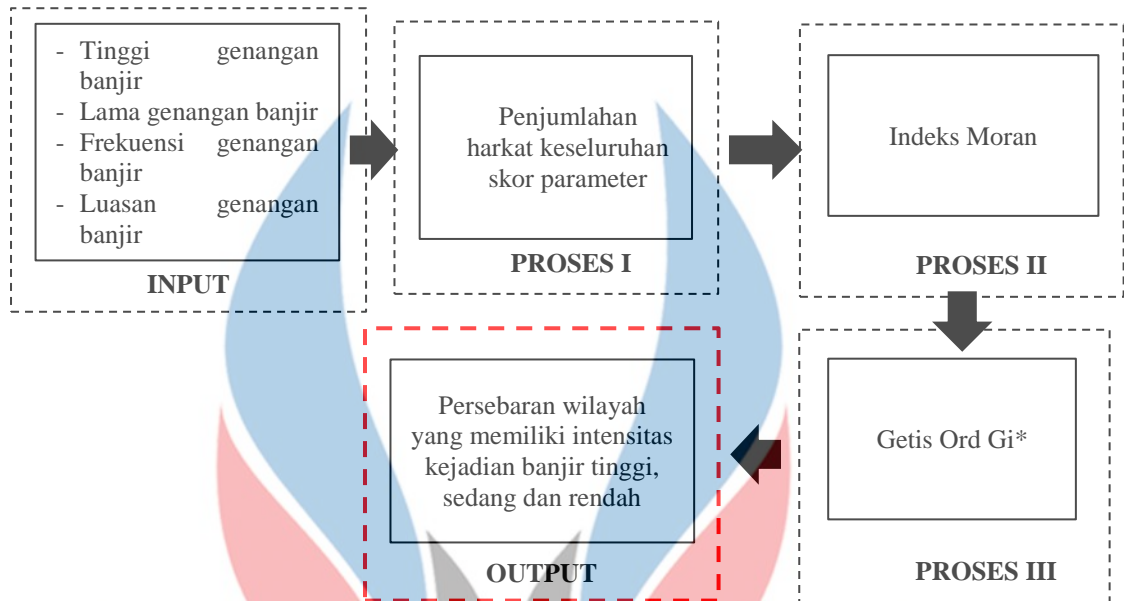 - Tinggi genangan
banjir
- Lama genangan banjir
- Frekuensi genangan
banjir
- Luasan genangan
banjir
INPUT
Penjumlahan
harkat keseluruhan
skor parameter
PROSES I
Indeks Moran
PROSES II
Getis Ord Gi*
PROSES III
Persebaran wilayah
yang memiliki intensitas
kejadian banjir tinggi,
sedang dan rendah
OUTPUT